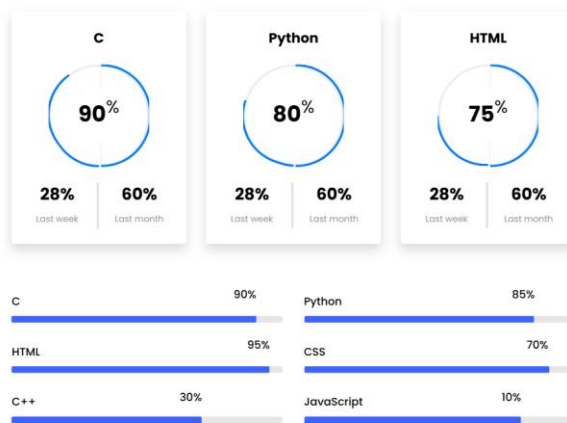 C Python HTML
90% 80% 75%
28% 60% 28% 60% 28% 60%
Last week Last month Last week Last month Last week Last month
C 90% Python 85%
HTML 95% CSS 70%
C++ 30% JavaScript 10%